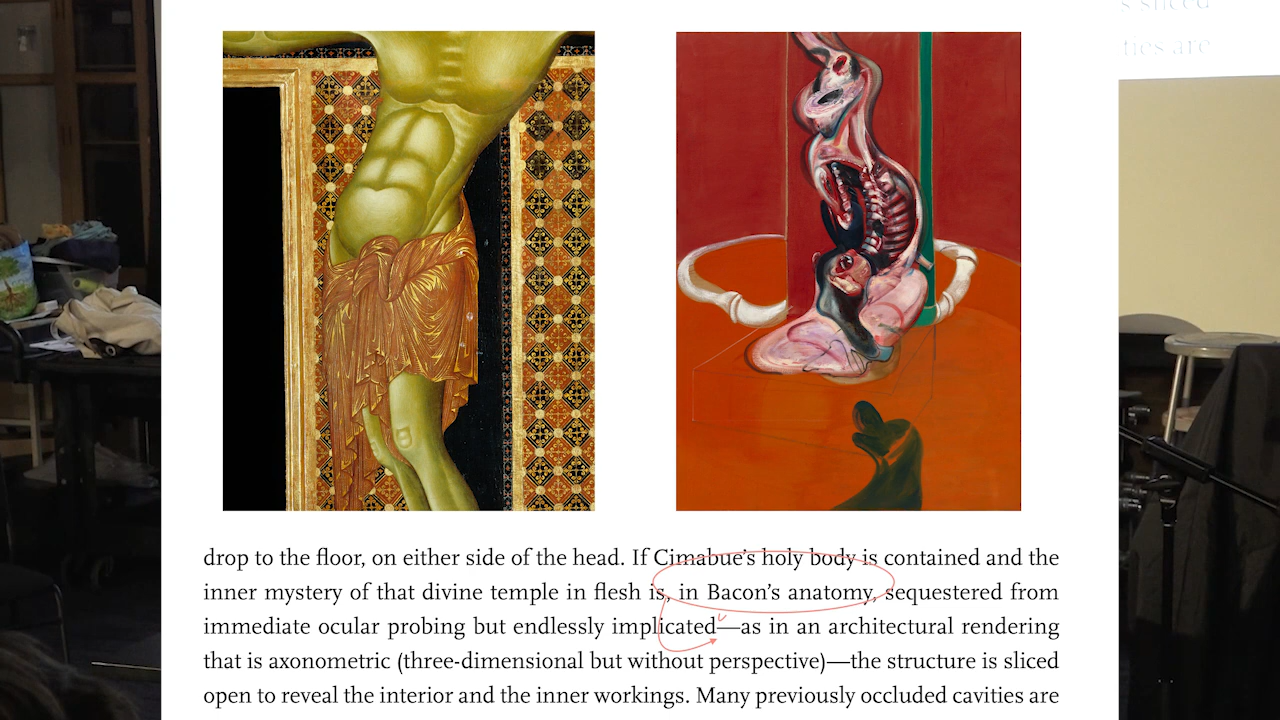 s sliced
ties are
drop to the floor, on either side of the head. If Cimabue’s holy body is contained and the
inner mystery of that divine temple in flesh is, in Bacon’s anatomy, sequestered from
immediate ocular probing but endlessly implicated—as in an architectural rendering
that is axonometric (three-dimensional but without perspective)—the structure is sliced
open to reveal the interior and the inner workings. Many previously occluded cavities are